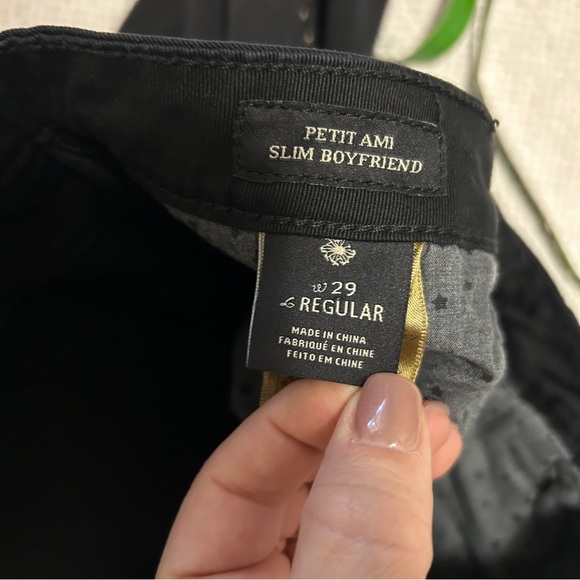 PETIT AMI
SLIM BOYFRIEND
W 29
L REGULAR
MADE IN CHINA
FABRIQUÉ EN CHINE
FEITO EM CHINE